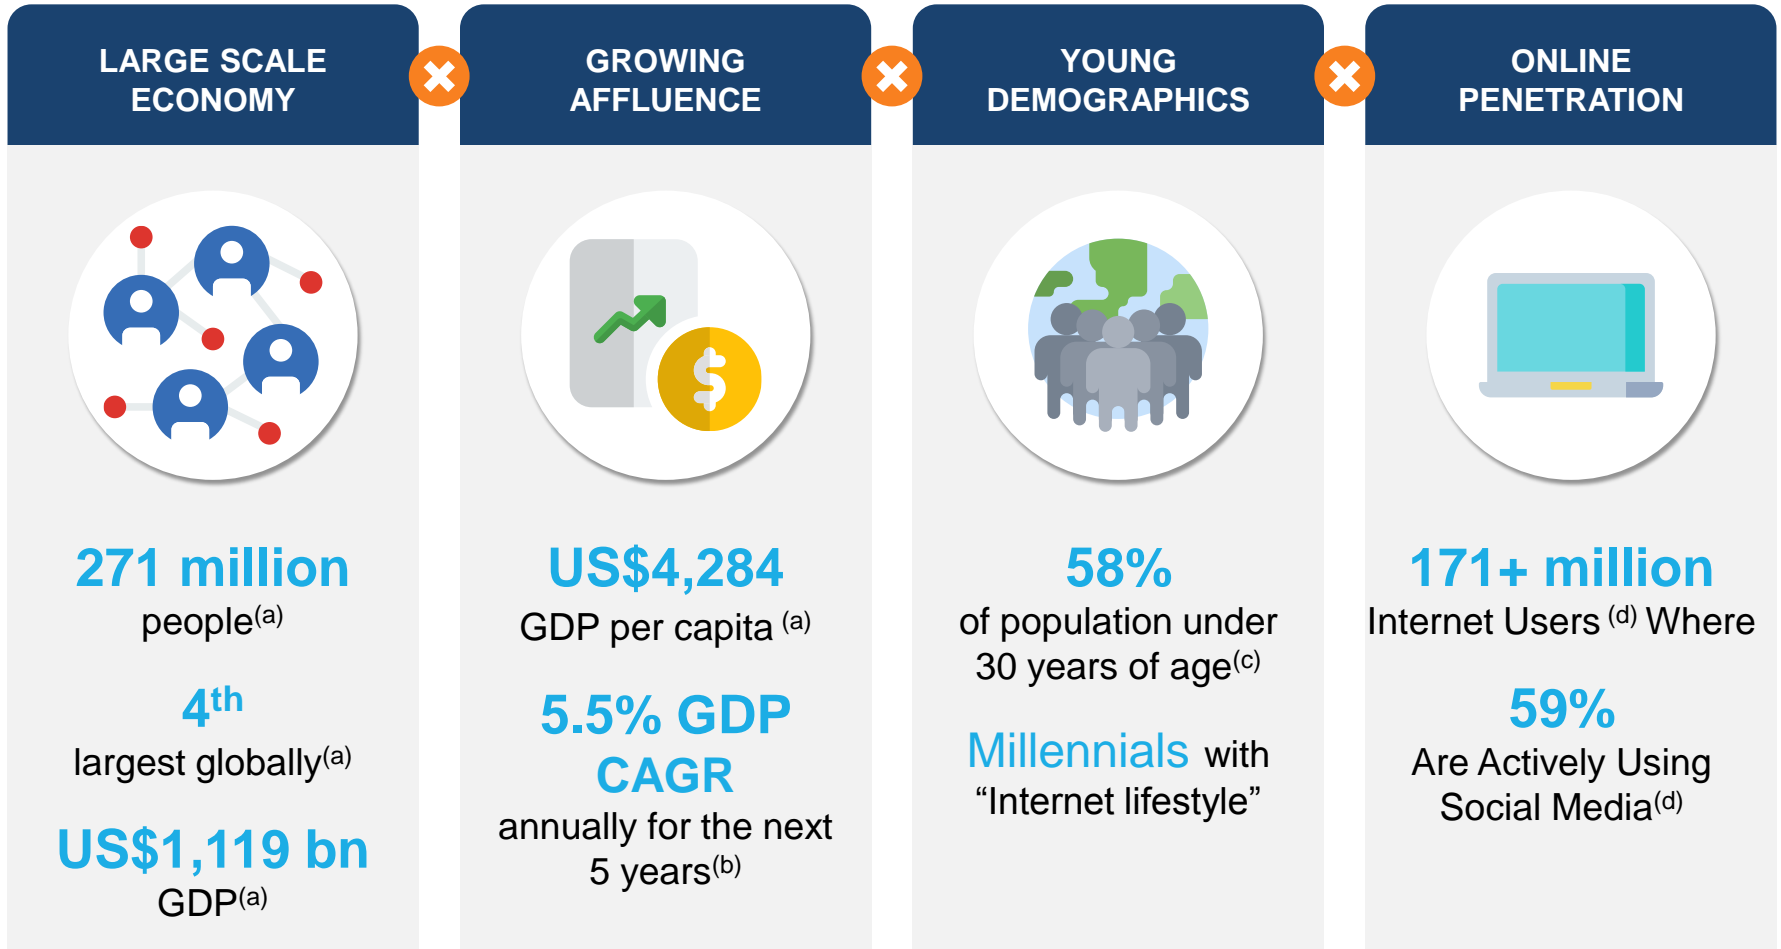 LARGE SCALE
ECONOMY
271 million
people(a)
4th
largest globally(a)
US$1,119 bn
GDP(a)
GROWING
AFFLUENCE
US$4,284
GDP per capita (a)
5.5% GDP
CAGR
annually for the next
5 years(b)
YOUNG
DEMOGRAPHICS
58%
of population under
30 years of age(c)
Millennials with
“Internet lifestyle”
ONLINE
PENETRATION
171+ million
Internet Users (d) Where
59%
Are Actively Using
Social Media(d)